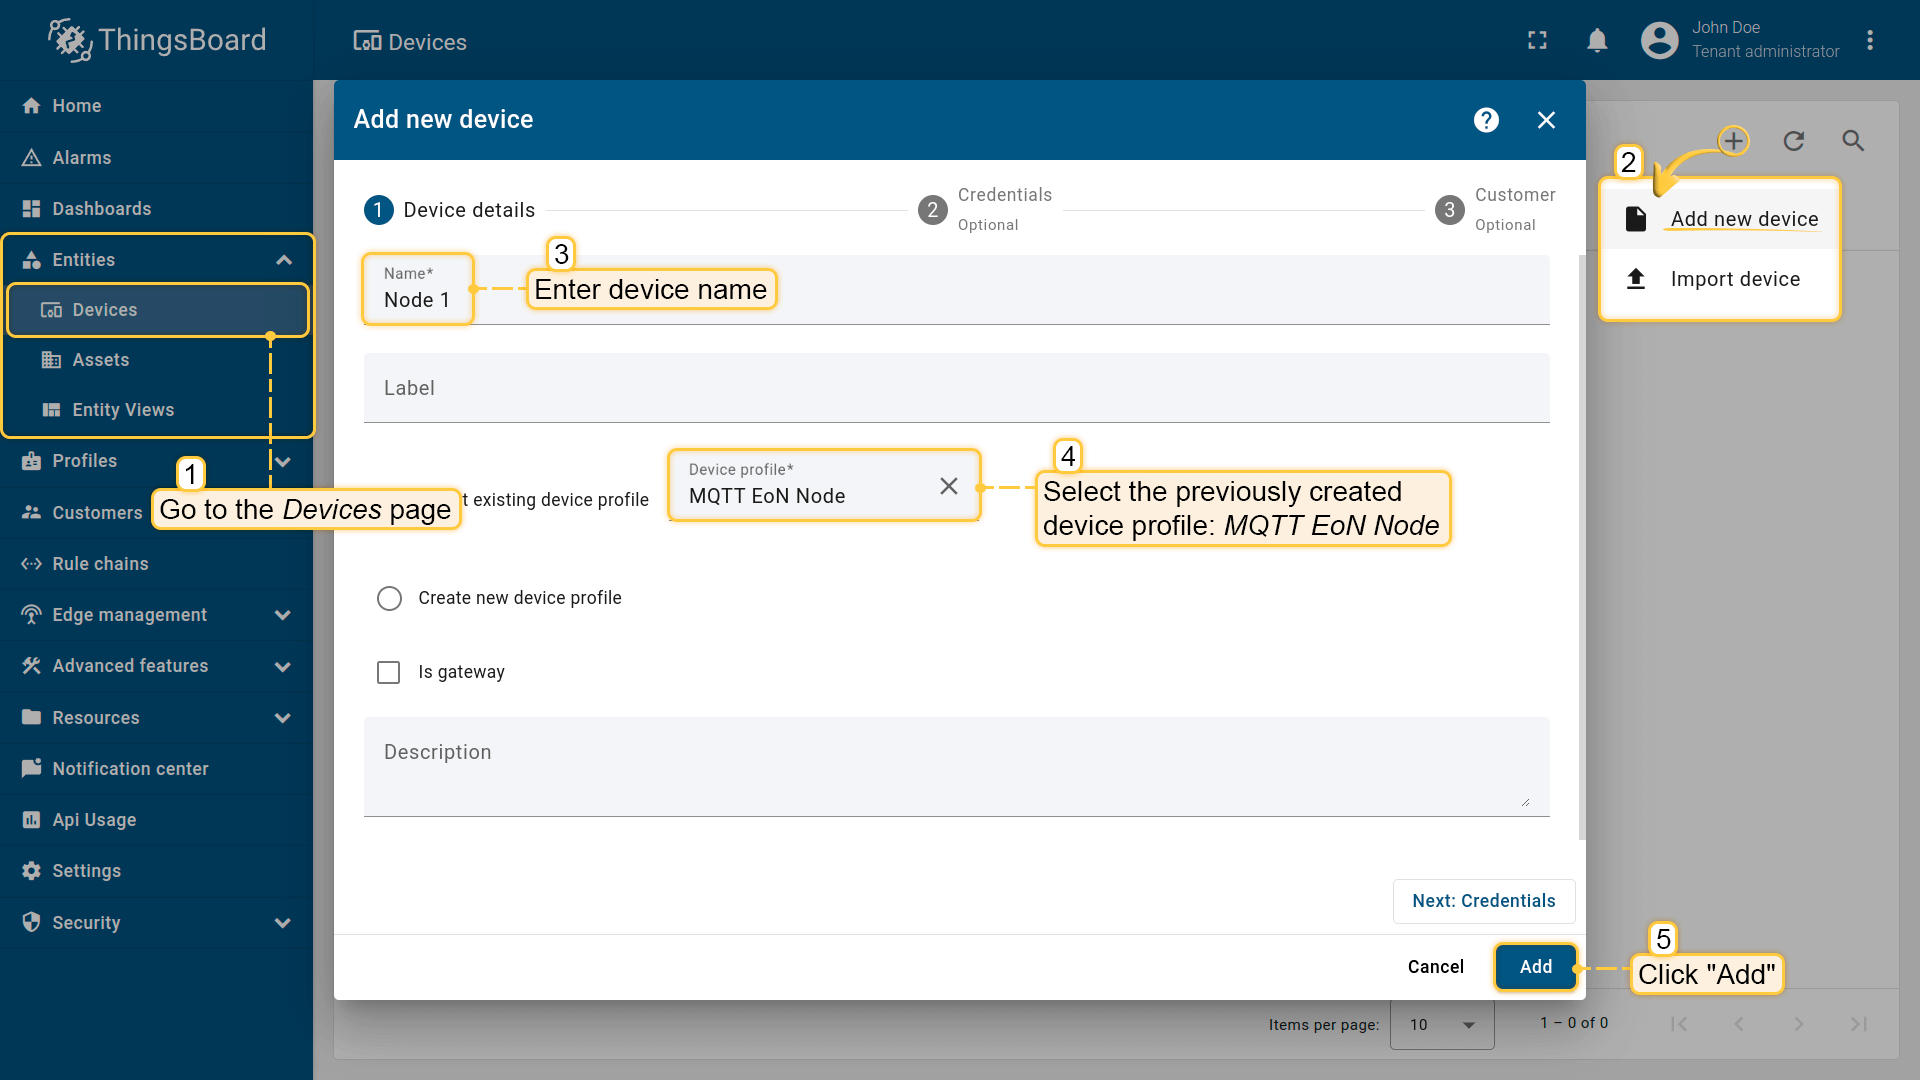 ThingsBoard
Devices
John Doe
Tenant administrator
Home
Alarms
Dashboards
Entities
Devices
Assets
Entity Views
Profiles
Customers
Rule chains
Edge management
Advanced features
Resources
Notification center
Api Usage
Settings
Security
1
Go to the Devices page
Add new device
?
1 Device details
2 Credentials
Optional
3 Customer
Optional
2
Add new device
Import device
Name*
Node 1
3
Enter device name
Label
t existing device profile
Device profile*
MQTT EoN Node
4
Select the previously created
device profile: MQTT EoN Node
Create new device profile
Is gateway
Description
Next: Credentials
Cancel
Add
5
Click "Add"
Items per page:
10
1 – 0 of 0